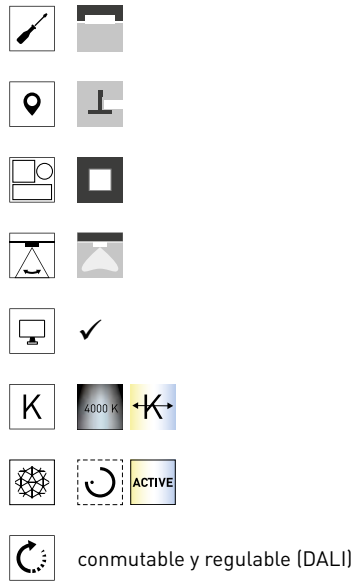 K 4000 K K
ACTIVE
conmutable y regulable (DALI)